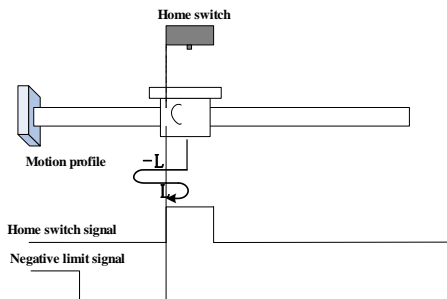 Home switch
Motion profile
-L
L
Home switch signal
Negative limit signal